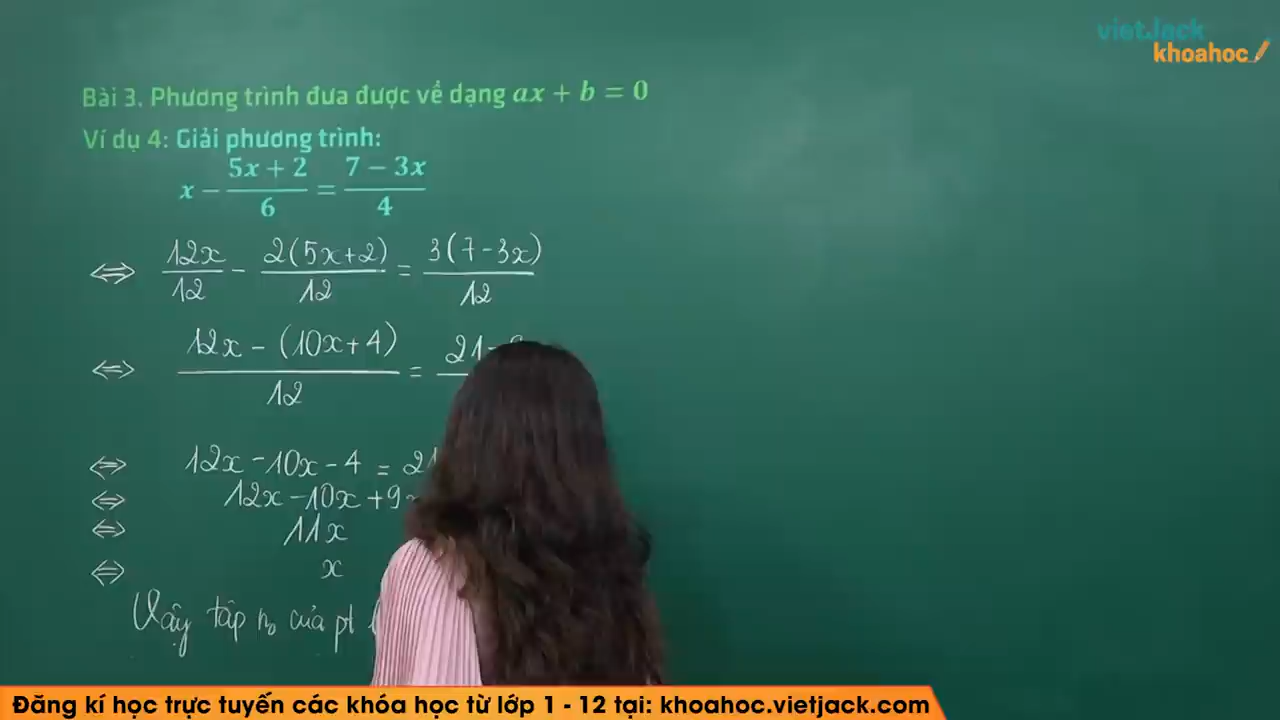 vietJack
khoahoc
Bài 3. Phương trình đưa được về dạng ax + b = 0
Ví dụ 4: Giải phương trình:
x - (5x + 2)/6 = (7 - 3x)/4
⇔ 12x/12 - 2(5x+2)/12 = 3(7-3x)/12
⇔ (12x - (10x+4))/12 = 21-
⇔ 12x - 10x - 4 = 21
⇔ 12x - 10x + 9
⇔ 11x
⇔ x
Vậy tập no của pt
Đăng kí học trực tuyến các khóa học từ lớp 1 - 12 tại: khoahoc.vietjack.com